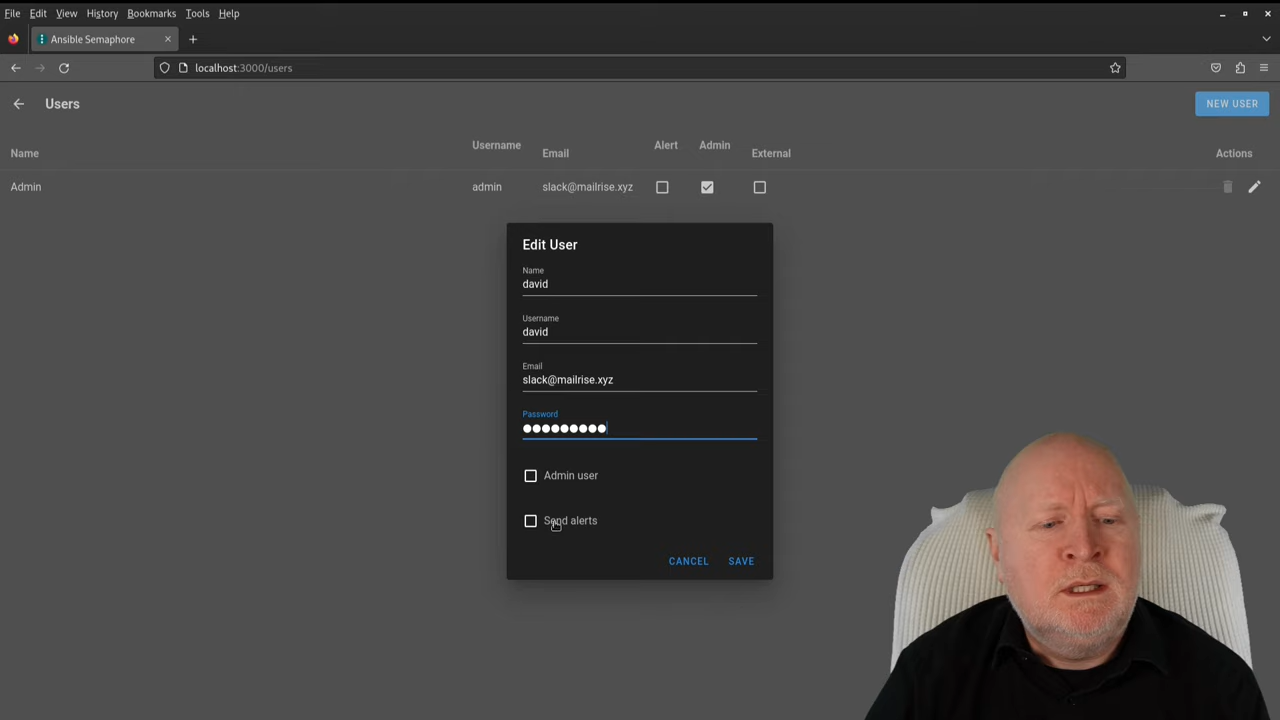 File Edit View History Bookmarks Tools Help
Ansible Semaphore
localhost:3000/users
Users
NEW USER
Name Username Email Alert Admin External Actions
Admin admin slack@mailrise.xyz
Edit User
Name
david
Username
david
Email
slack@mailrise.xyz
Password
Admin user
Send alerts
CANCEL SAVE